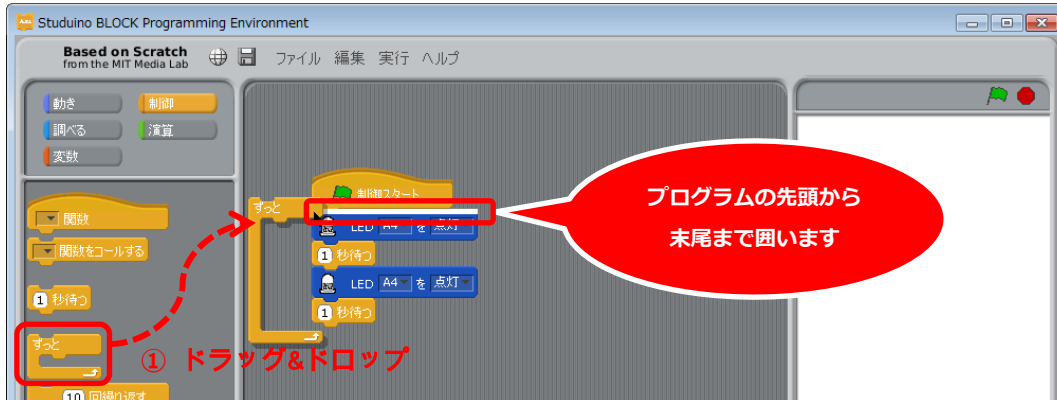 Studuino BLOCK Programming Environment
Based on Scratch
from the MIT Media Lab
ファイル 編集 実行 ヘルプ
動き 制御
調べる 演算
変数
関数
関数をコールする
1 秒待つ
ずっと
10 回繰り返す
制御スタート
ずっと
LED A4 を 点灯
1 秒待つ
LED A4 を 点灯
1 秒待つ
① ドラッグ&ドロップ
プログラムの先頭から
末尾まで囲います